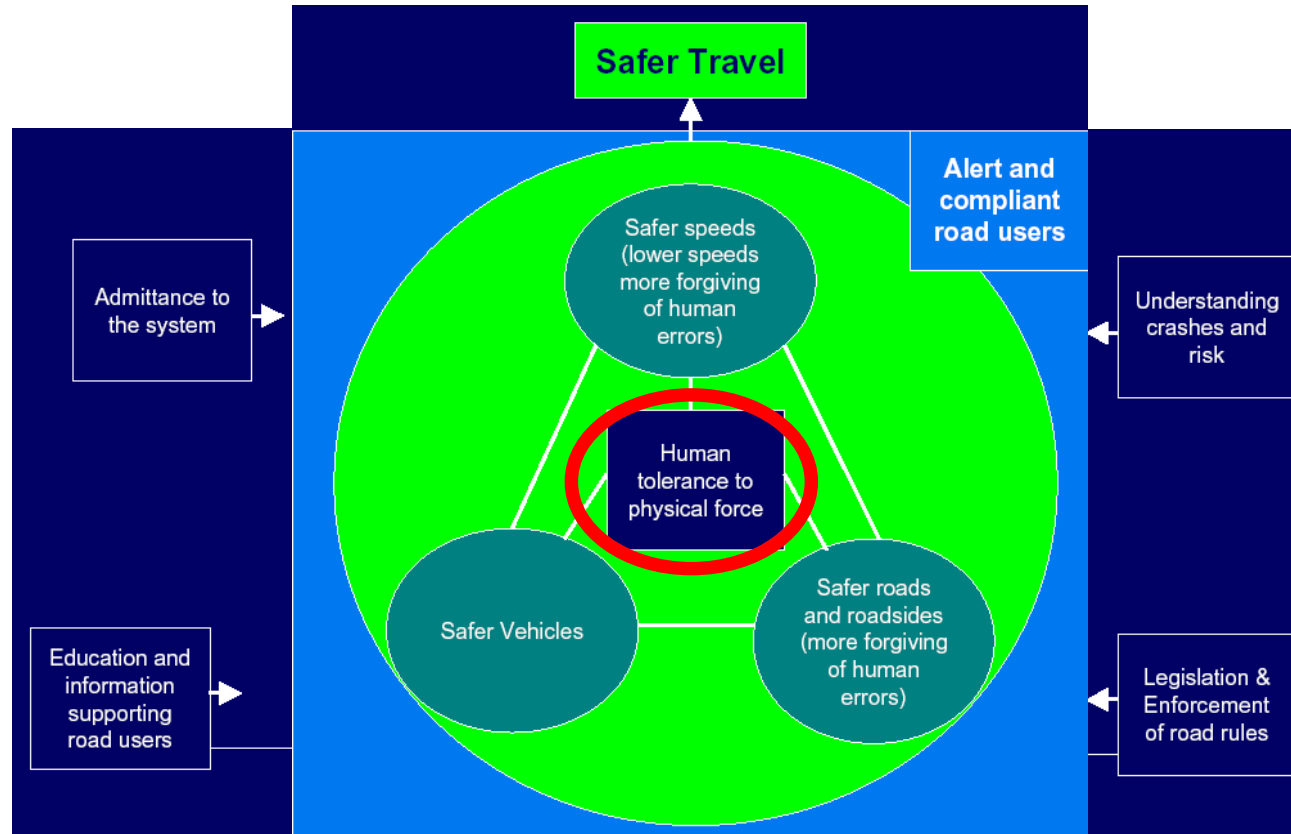 Safer Travel
Alert and
compliant
road users
Safer speeds
(lower speeds
more forgiving
of human
errors)
Admittance to
the system
Understanding
crashes and
risk
Human
tolerance to
physical force
Safer Vehicles
Safer roads
and roadsides
(more forgiving
of human
errors)
Education and
information
supporting
road users
Legislation &
Enforcement
of road rules